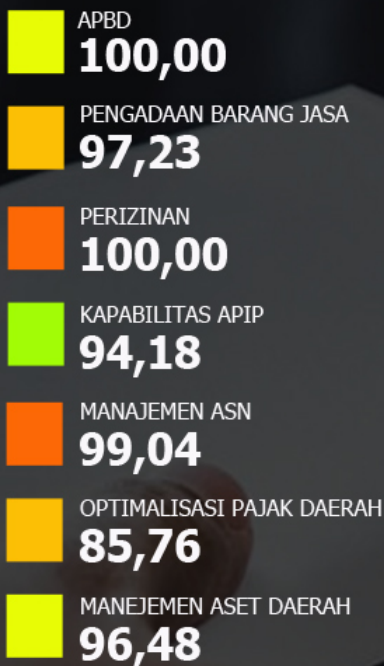 APBD
100,00
PENGADAAN BARANG JASA
97,23
PERIZINAN
100,00
KAPABILITAS APIP
94,18
MANAJEMEN ASN
99,04
OPTIMALISASI PAJAK DAERAH
85,76
MANEJEMEN ASET DAERAH
96,48